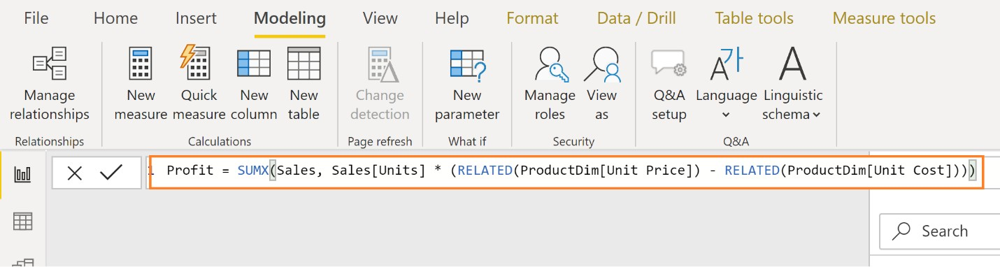 File Home Insert Modeling View Help Format Data / Drill Table tools Measure tools
Manage relationships
New measure
Quick measure
New column
New table
Change detection
New parameter
Manage roles
View as
Q&A setup
Language
Linguistic schema
Relationships Calculations Page refresh What if Security Q&A
1 Profit = SUMX(Sales, Sales[Units] * (RELATED(ProductDim[Unit Price]) - RELATED(ProductDim[Unit Cost])))
Search